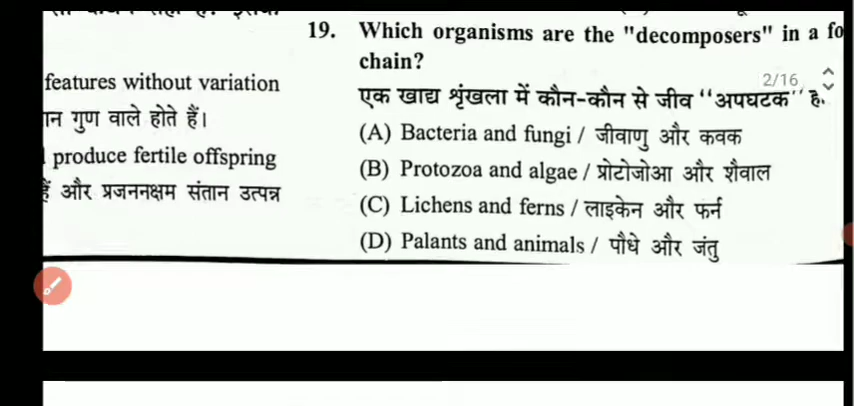 features without variation
गुण वाले होते हैं।
produce fertile offspring
और प्रजननक्षम संतान उत्पन्न
19. Which organisms are the "decomposers" in a
chain?
2/16
एक खाद्य शृंखला में कौन-कौन से जीव ‘‘अपघटक’’
(A) Bacteria and fungi / जीवाणु और कवक
(B) Protozoa and algae / प्रोटोजोआ और शैवाल
(C) Lichens and ferns / लाइकेन और फर्न
(D) Palants and animals / पौधे और जंतु